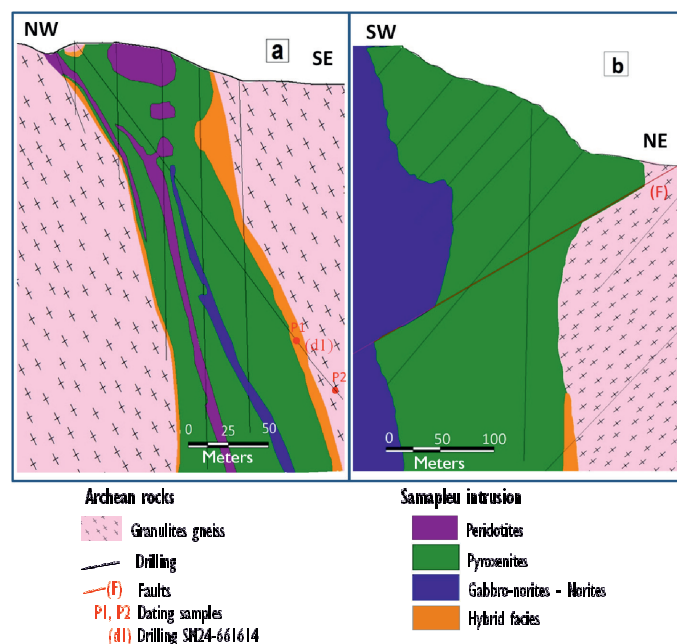 NW
a
SE
P1
(d1)
P2
0 25 50
Meters
SW
b
NE
(F)
0 50 100
Meters
Archean rocks
Granulites gneiss
Drilling
(F) Faults
P1, P2 Dating samples
(d1) Drilling SM24-661614
Samapleu intrusion
Peridotites
Pyroxenites
Gabbro-norites - Norites
Hybrid facies